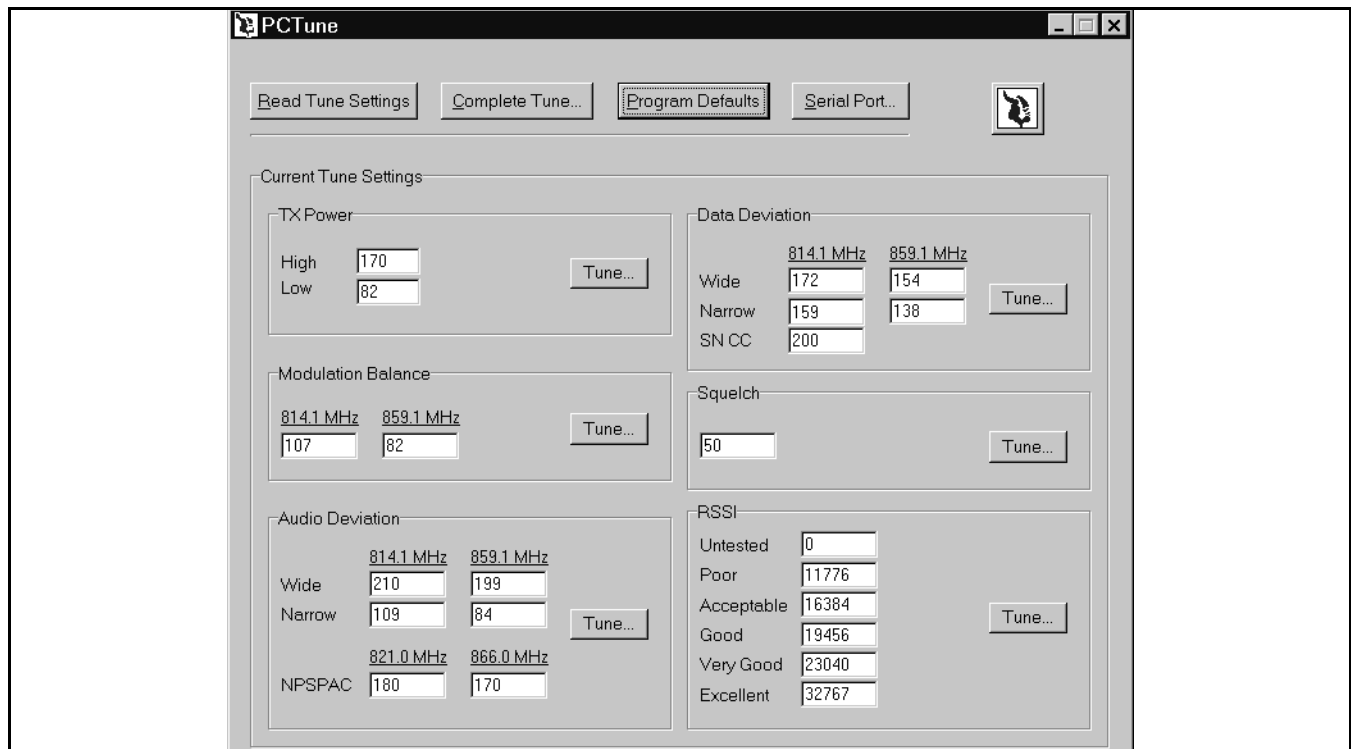 PCTune
Read Tune Settings Complete Tune... Program Defaults Serial Port...
Current Tune Settings
TX Power
High 170
Low 82
Tune...
Modulation Balance
814.1 MHz 859.1 MHz
107 82
Tune...
Audio Deviation
814.1 MHz 859.1 MHz
Wide 210 199
Narrow 109 84
Tune...
821.0 MHz 866.0 MHz
NPSPAC 180 170
Data Deviation
814.1 MHz 859.1 MHz
Wide 172 154
Narrow 159 138
Tune...
SN CC 200
Squelch
50
Tune...
RSSI
Untested 0
Poor 11776
Acceptable 16384
Tune...
Good 19456
Very Good 23040
Excellent 32767